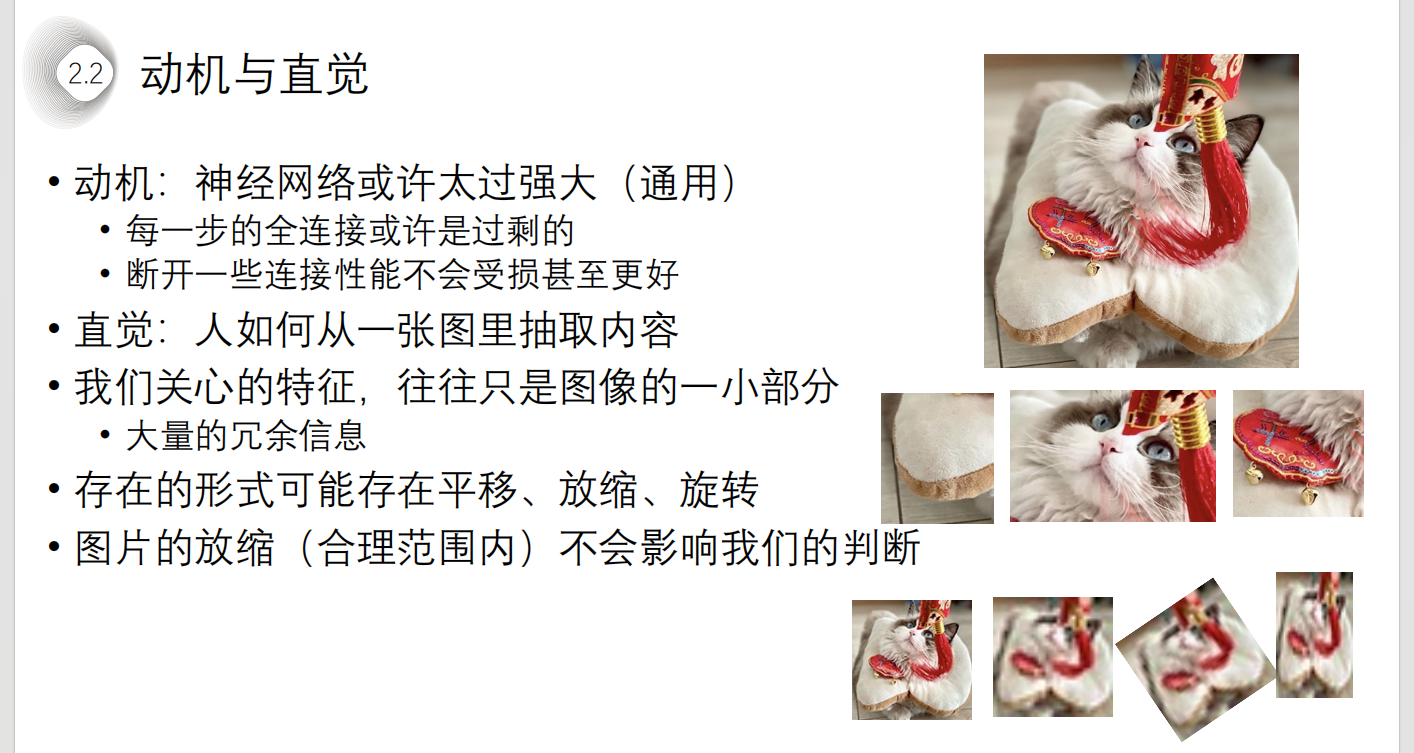 2.2 动机与直觉
• 动机：神经网络或许太过强大（通用）
• 每一步的全连接或许是过剩的
• 断开一些连接性能不会受损甚至更好
• 直觉：人如何从一张图里抽取内容
• 我们关心的特征，往往只是图像的一小部分
• 大量的冗余信息
• 存在的形式可能存在平移、放缩、旋转
• 图片的放缩（合理范围内）不会影响我们的判断